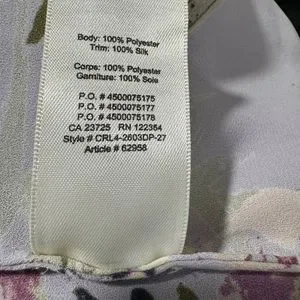 Body: 100% Polyester
Trim: 100% Silk
Corps: 100% Polyester
Garniture: 100% Soie
P.O. # 4500075175
P.O. # 4500075177
P.O. # 4500075178
CA 23725 RN 122354
Style # CRL4-2603DP-27
Article # 62958